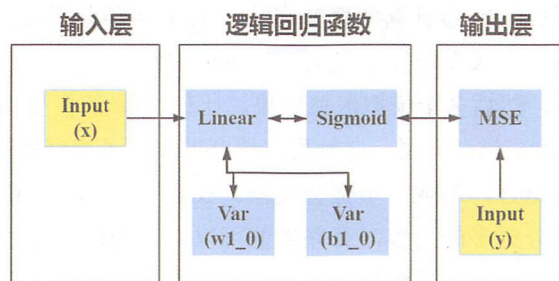 输入层
逻辑回归函数
输出层
Input
(x)
Linear
Sigmoid
MSE
Var
(w1_0)
Var
(b1_0)
Input
(y)